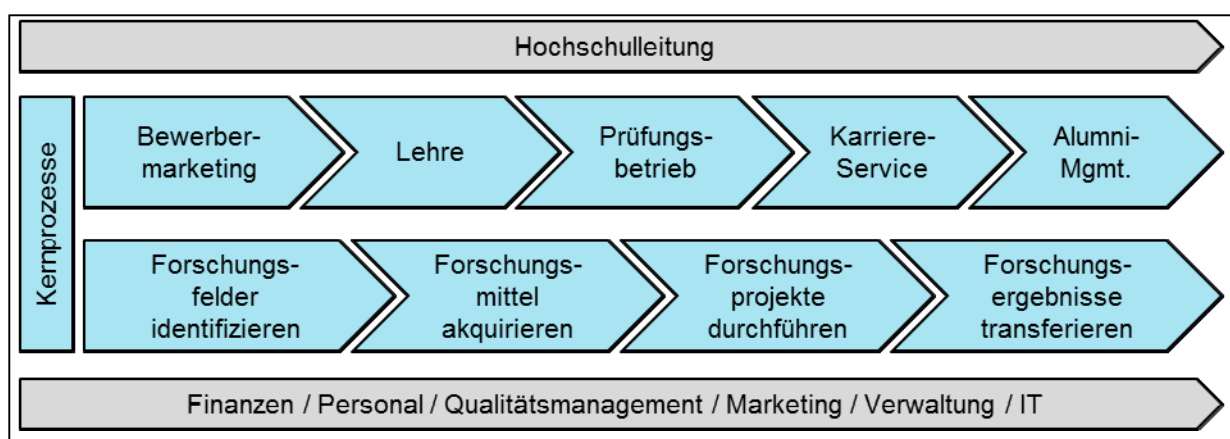 Hochschulleitung
Kernprozesse
Bewerber-
marketing
Lehre
Prüfungs-
betrieb
Karriere-
Service
Alumni-
Mgmt.
Forschungs-
felder
identifizieren
Forschungs-
mittel
akquirieren
Forschungs-
projekte
durchführen
Forschungs-
ergebnisse
transferieren
Finanzen / Personal / Qualitätsmanagement / Marketing / Verwaltung / IT